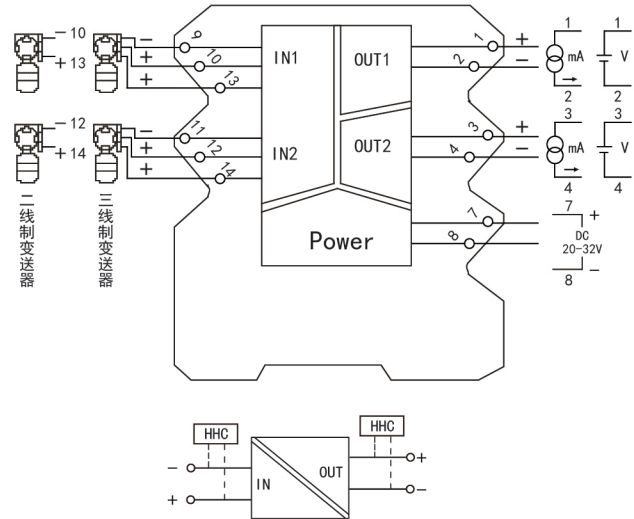 －10
＋13
－
＋
＋
9
10
13
IN1
OUT1
1
2
＋
－
1
mA
2
1
V
2
－12
＋14
－
＋
＋
11
12
14
IN2
OUT2
3
4
＋
－
3
mA
4
3
V
4
二线制变送器
三线制变送器
Power
7
8
7
＋
DC
20-32V
8
－
HHC
－
＋
IN
OUT
HHC
＋
－